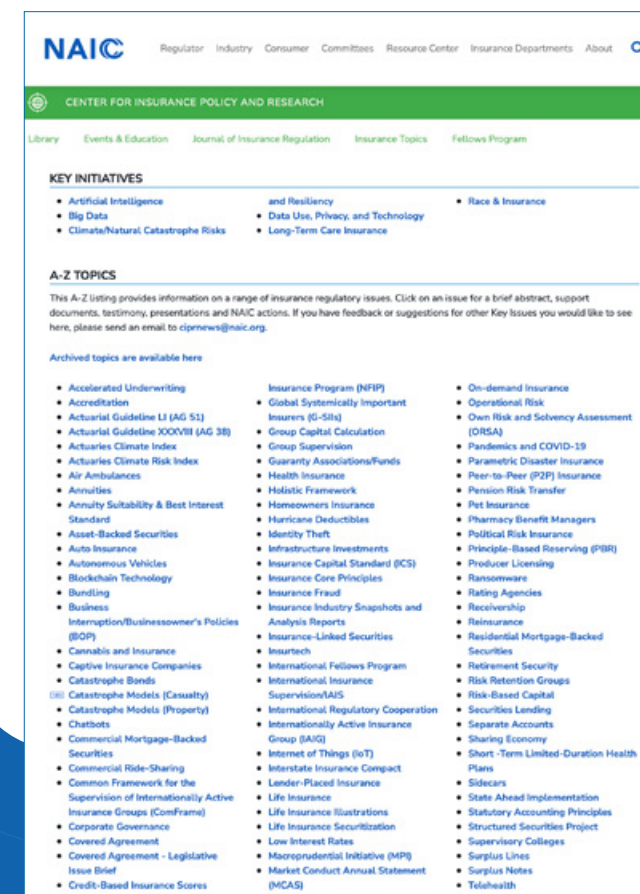 NAIC
Regulator Industry Consumer Committees Resource Center Insurance Departments About
CENTER FOR INSURANCE POLICY AND RESEARCH
Library Events & Education Journal of Insurance Regulation Insurance Topics Fellows Program
KEY INITIATIVES
• Artificial Intelligence
• Big Data
• Climate/Natural Catastrophe Risks
and Resiliency
• Data Use, Privacy, and Technology
• Long-Term Care Insurance
• Race & Insurance
A-Z TOPICS
This A-Z listing provides information on a range of insurance regulatory issues. Click on an issue for a brief abstract, support
documents, testimony, presentations and NAIC actions. If you have feedback or suggestions for other Key Issues you would like to see
here, please send an email to ciprnews@naic.org.
Archived topics are available here
• Accelerated Underwriting
• Accreditation
• Actuarial Guideline LI (AG 51)
• Actuarial Guideline XXXVIII (AG 38)
• Actuaries Climate Index
• Actuaries Climate Risk Index
• Air Ambulances
• Annuities
• Annuity Suitability & Best Interest
Standard
• Asset-Backed Securities
• Auto Insurance
• Autonomous Vehicles
• Blockchain Technology
• Bundling
• Business
Interruption/Businessowner's Policies
(BOP)
• Cannabis and Insurance
• Captive Insurance Companies
• Catastrophe Bonds
• Catastrophe Models (Casualty)
• Catastrophe Models (Property)
• Chatbots
• Commercial Mortgage-Backed
Securities
• Commercial Ride-Sharing
• Common Framework for the
Supervision of Internationally Active
Insurance Groups (ComFrame)
• Corporate Governance
• Covered Agreement
• Covered Agreement - Legislative
Issue Brief
• Credit-Based Insurance Scores
Insurance Program (NFIP)
• Global Systemically Important
Insurers (G-SIIs)
• Group Capital Calculation
• Group Supervision
• Guaranty Associations/Funds
• Health Insurance
• Holistic Framework
• Homeowners Insurance
• Hurricane Deductibles
• Identity Theft
• Infrastructure Investments
• Insurance Capital Standard (ICS)
• Insurance Core Principles
• Insurance Fraud
• Insurance Industry Snapshots and
Analysis Reports
• Insurance-Linked Securities
• Insurtech
• International Fellows Program
• International Insurance
Supervision/IAIS
• International Regulatory Cooperation
• Internationally Active Insurance
Group (IAIG)
• Internet of Things (IoT)
• Interstate Insurance Compact
• Lender-Placed Insurance
• Life Insurance
• Life Insurance Illustrations
• Life Insurance Securitization
• Low Interest Rates
• Macroprudential Initiative (MPI)
• Market Conduct Annual Statement
(MCAS)
• On-demand Insurance
• Operational Risk
• Own Risk and Solvency Assessment
(ORSA)
• Pandemics and COVID-19
• Parametric Disaster Insurance
• Peer-to-Peer (P2P) Insurance
• Pension Risk Transfer
• Pet Insurance
• Pharmacy Benefit Managers
• Political Risk Insurance
• Principle-Based Reserving (PBR)
• Producer Licensing
• Ransomware
• Rating Agencies
• Receivership
• Reinsurance
• Residential Mortgage-Backed
Securities
• Retirement Security
• Risk Retention Groups
• Risk-Based Capital
• Securities Lending
• Separate Accounts
• Sharing Economy
• Short -Term Limited-Duration Health
Plans
• Sidecars
• State Ahead Implementation
• Statutory Accounting Principles
• Structured Securities Project
• Supervisory Colleges
• Surplus Lines
• Surplus Notes
• Telehealth